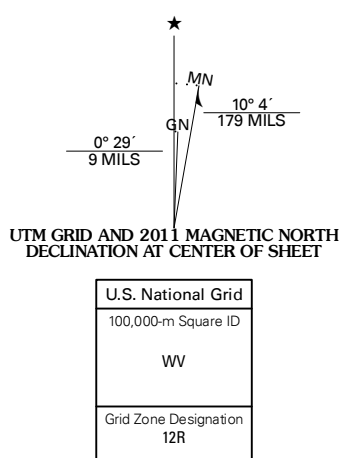 ★
MN
GN
10° 4´
179 MILS
0° 29´
9 MILS
UTM GRID AND 2011 MAGNETIC NORTH
DECLINATION AT CENTER OF SHEET
U.S. National Grid
100,000-m Square ID
WV
Grid Zone Designation
12R